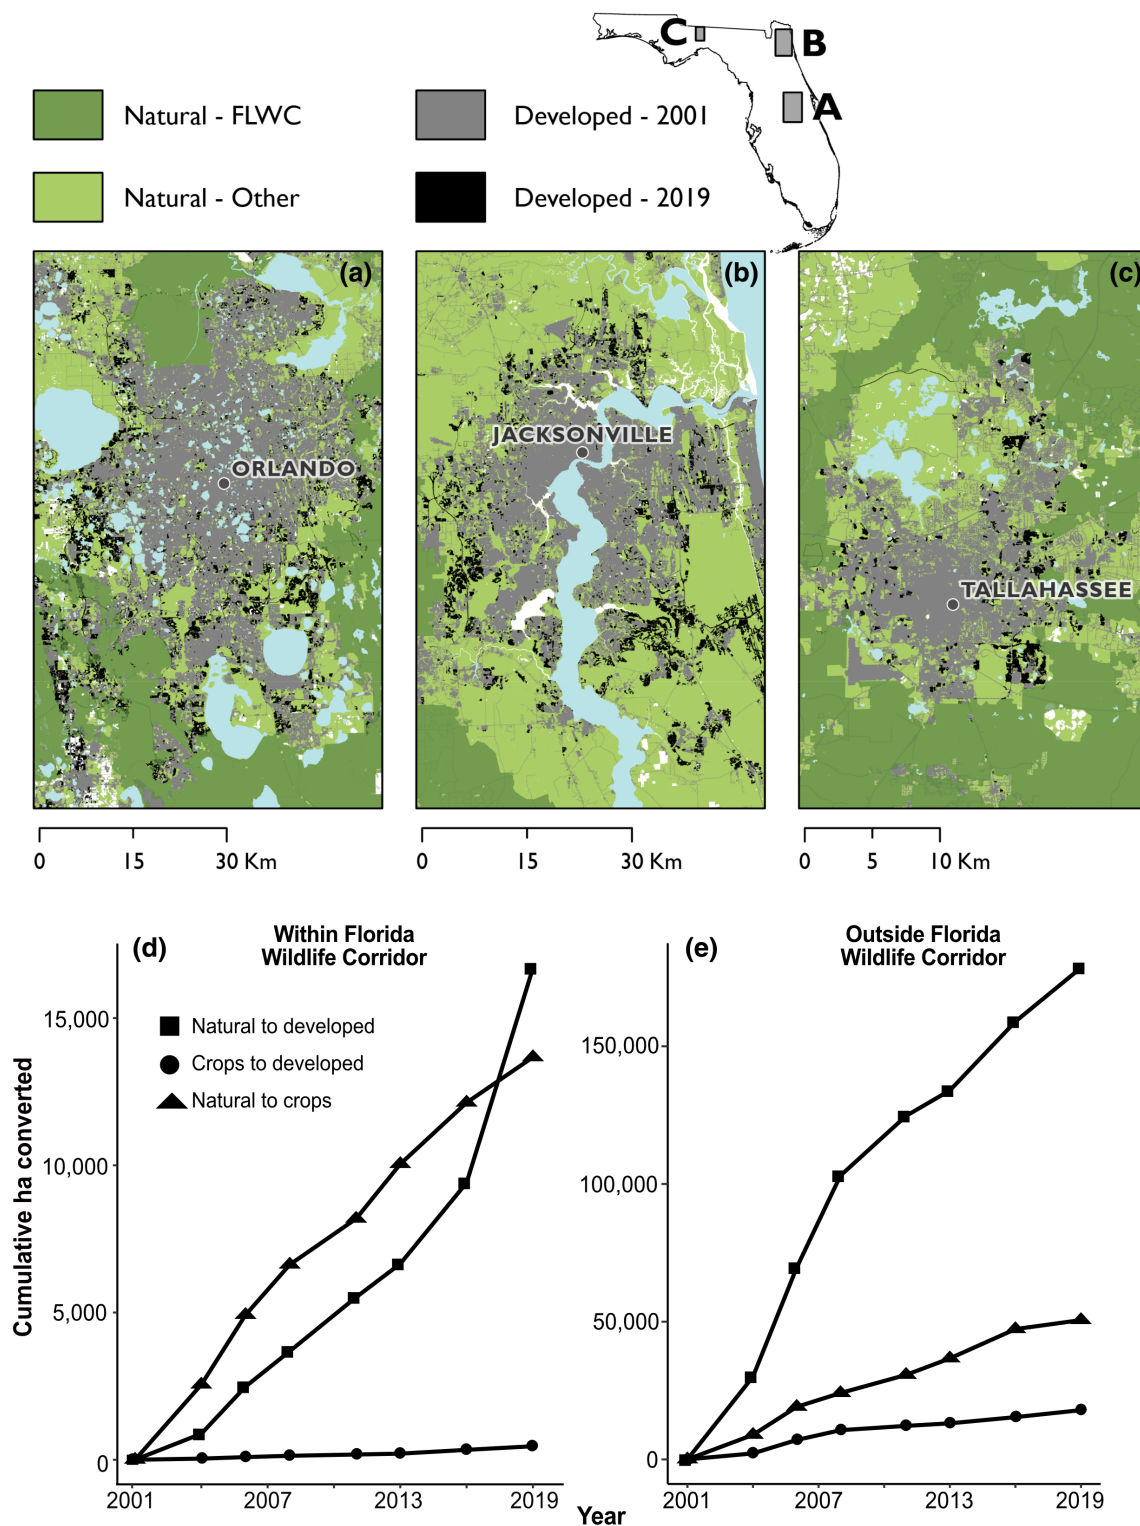 C
B
A
Natural - FLWC
Developed - 2001
Natural - Other
Developed - 2019
(a)
(b)
(c)
ORLANDO
JACKSONVILLE
TALLAHASSEE
0 15 30 Km
0 15 30 Km
0 5 10 Km
(d)
Within Florida
Wildlife Corridor
(e)
Outside Florida
Wildlife Corridor
Natural to developed
Crops to developed
Natural to crops
Cumulative ha converted
15,000
10,000
5,000
0
150,000
100,000
50,000
0
2001 2007 2013 2019
2001 2007 2013 2019
Year